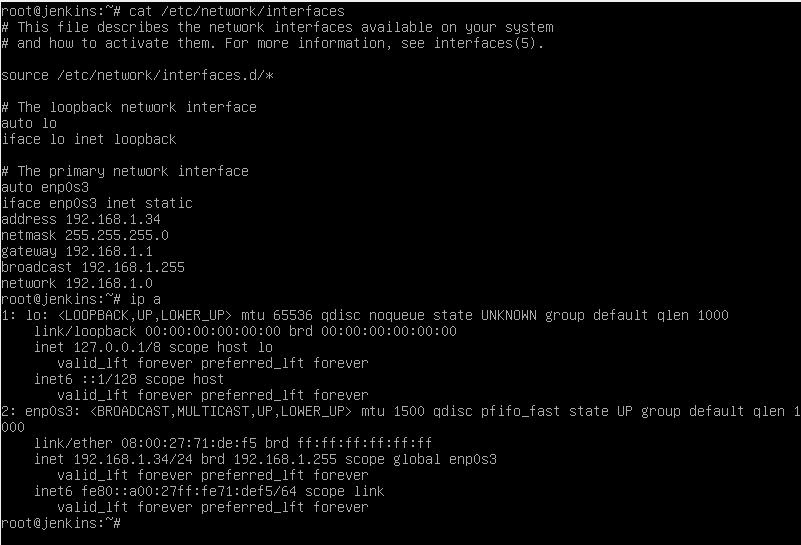 root@jenkins:~# cat /etc/network/interfaces
# This file describes the network interfaces available on your system
# and how to activate them. For more information, see interfaces(5).
source /etc/network/interfaces.d/*
# The loopback network interface
auto lo
iface lo inet loopback
# The primary network interface
auto enp0s3
iface enp0s3 inet static
address 192.168.1.34
netmask 255.255.255.0
gateway 192.168.1.1
broadcast 192.168.1.255
network 192.168.1.0
root@jenkins:~# ip a
1: lo: <LOOPBACK,UP,LOWER_UP> mtu 65536 qdisc noqueue state UNKNOWN group default qlen 1000
    link/loopback 00:00:00:00:00:00 brd 00:00:00:00:00:00
    inet 127.0.0.1/8 scope host lo
       valid_lft forever preferred_lft forever
    inet6 ::1/128 scope host
       valid_lft forever preferred_lft forever
2: enp0s3: <BROADCAST,MULTICAST,UP,LOWER_UP> mtu 1500 qdisc pfifo_fast state UP group default qlen 1
000
    link/ether 08:00:27:71:de:f5 brd ff:ff:ff:ff:ff:ff
    inet 192.168.1.34/24 brd 192.168.1.255 scope global enp0s3
       valid_lft forever preferred_lft forever
    inet6 fe80::a00:27ff:fe71:def5/64 scope link
       valid_lft forever preferred_lft forever
root@jenkins:~#